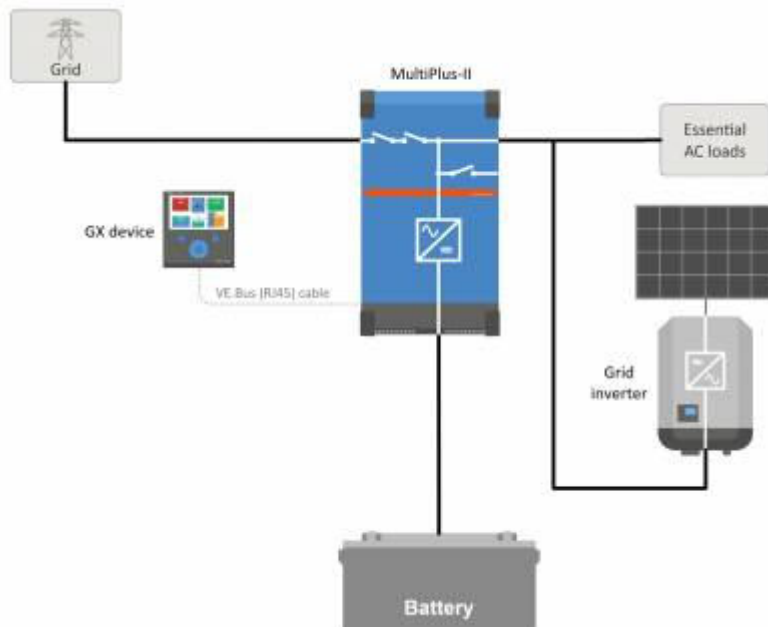 Grid
MultiPlus-II
Essential
AC loads
GX device
VE.Bus (RJ45) cable
Grid
inverter
Battery